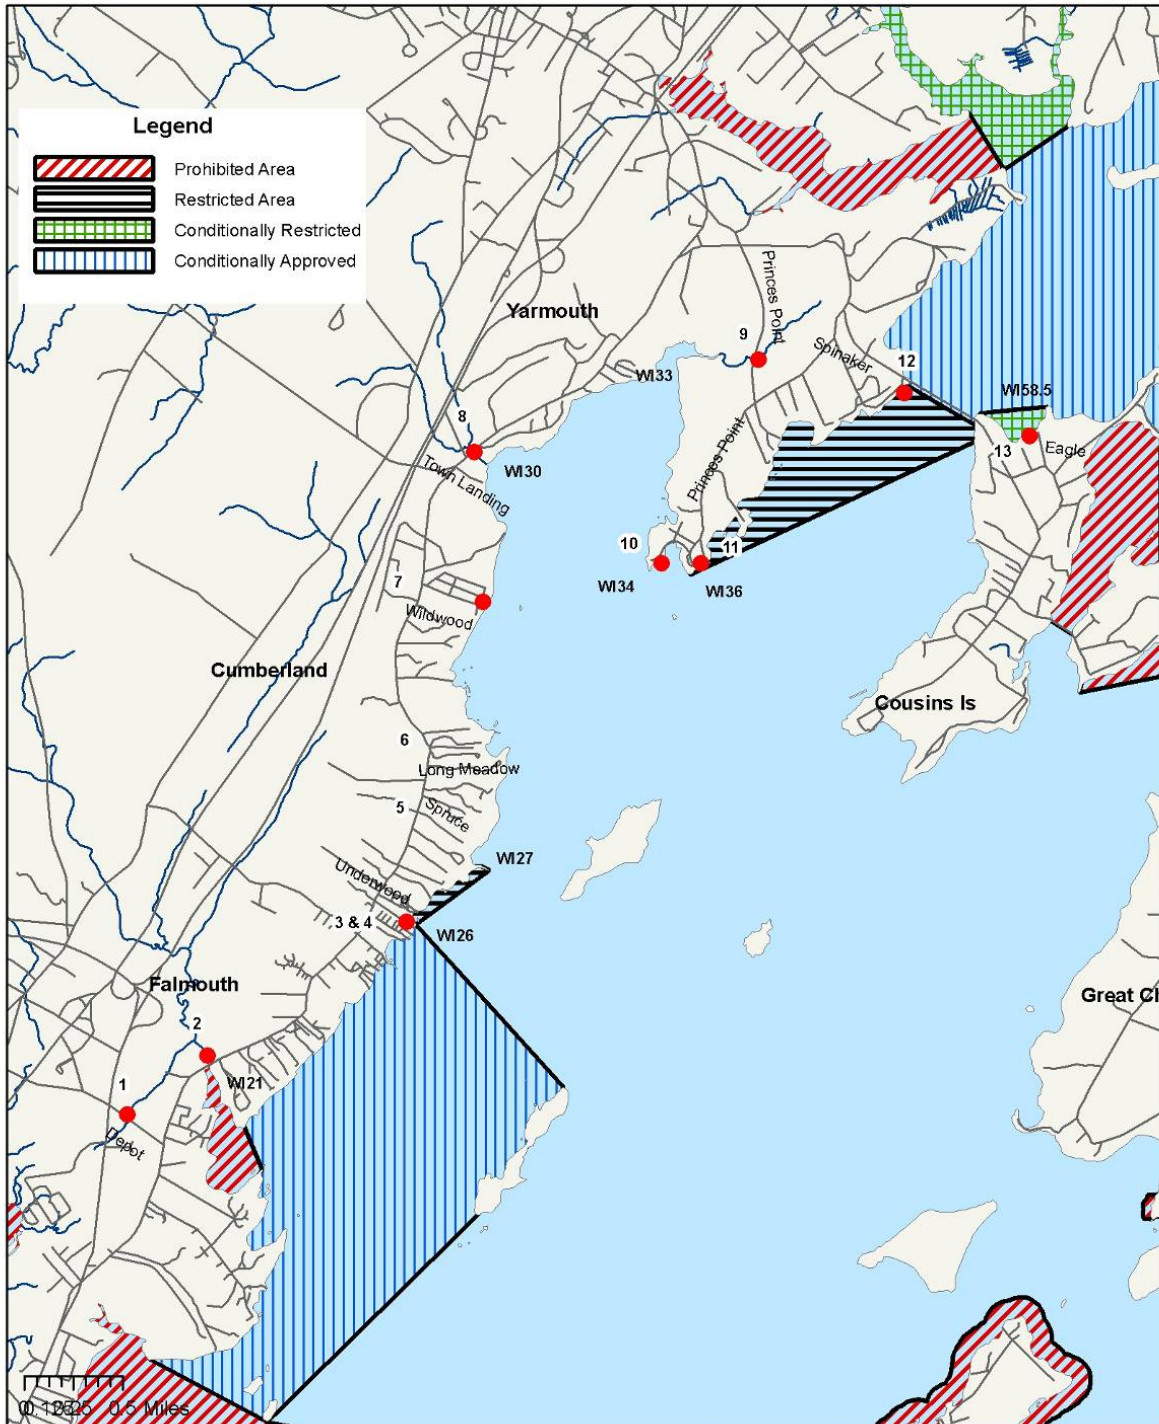 Legend
Prohibited Area
Restricted Area
Conditionally Restricted
Conditionally Approved
Yarmouth
Princes Point
9
Spinaker
12
WI33
WI58.5
8
13
Eagle
WI30
Town Landing
Princes Point
10
11
7
WI34
WI36
Wildwood
Cumberland
Cousins Is
6
Long Meadow
5
Spruce
WI27
Underwood
3 & 4
WI26
Falmouth
Great Ch
2
1
WI21
Depot
0.5 Miles